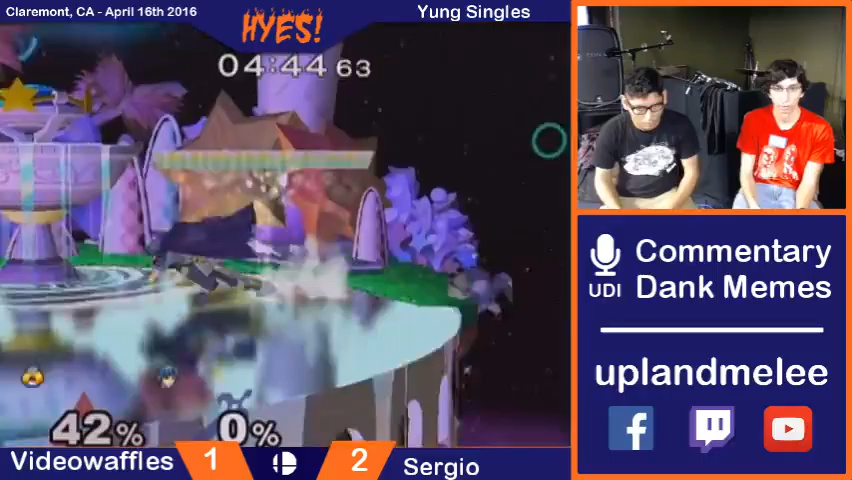 Claremont, CA - April 16th 2016
HYES!
Yung Singles
04:44 63
Commentary
UDI Dank Memes
uplandmelee
42% 0%
Videowaffles 1 2 Sergio